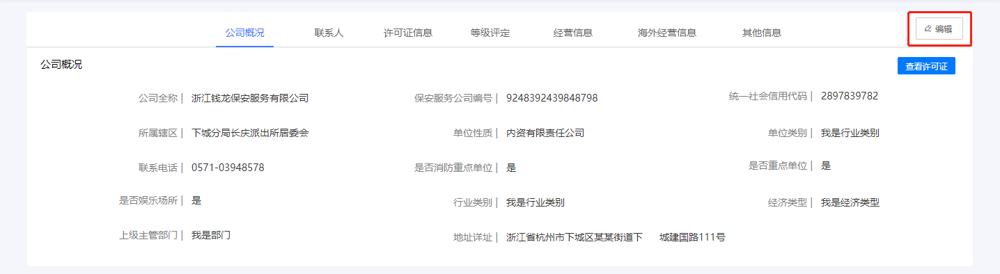 公司概况 联系人 许可证信息 等级评定 经营信息 海外经营信息 其他信息 编辑
公司概况 查看许可证
公司全称 | 浙江钱龙保安服务有限公司 保安服务公司编号 | 9248392439848798 统一社会信用代码 | 2897839782
所属辖区 | 下城分局长庆派出所居委会 单位性质 | 内资有限责任公司 单位类别 | 我是行业类别
联系电话 | 0571-03948578 是否消防重点单位 | 是 是否重点单位 | 是
是否娱乐场所 | 是 行业类别 | 我是行业类别 经济类型 | 我是经济类型
上级主管部门 | 我是部门 地址详址 | 浙江省杭州市下城区某某街道下 城建国路111号